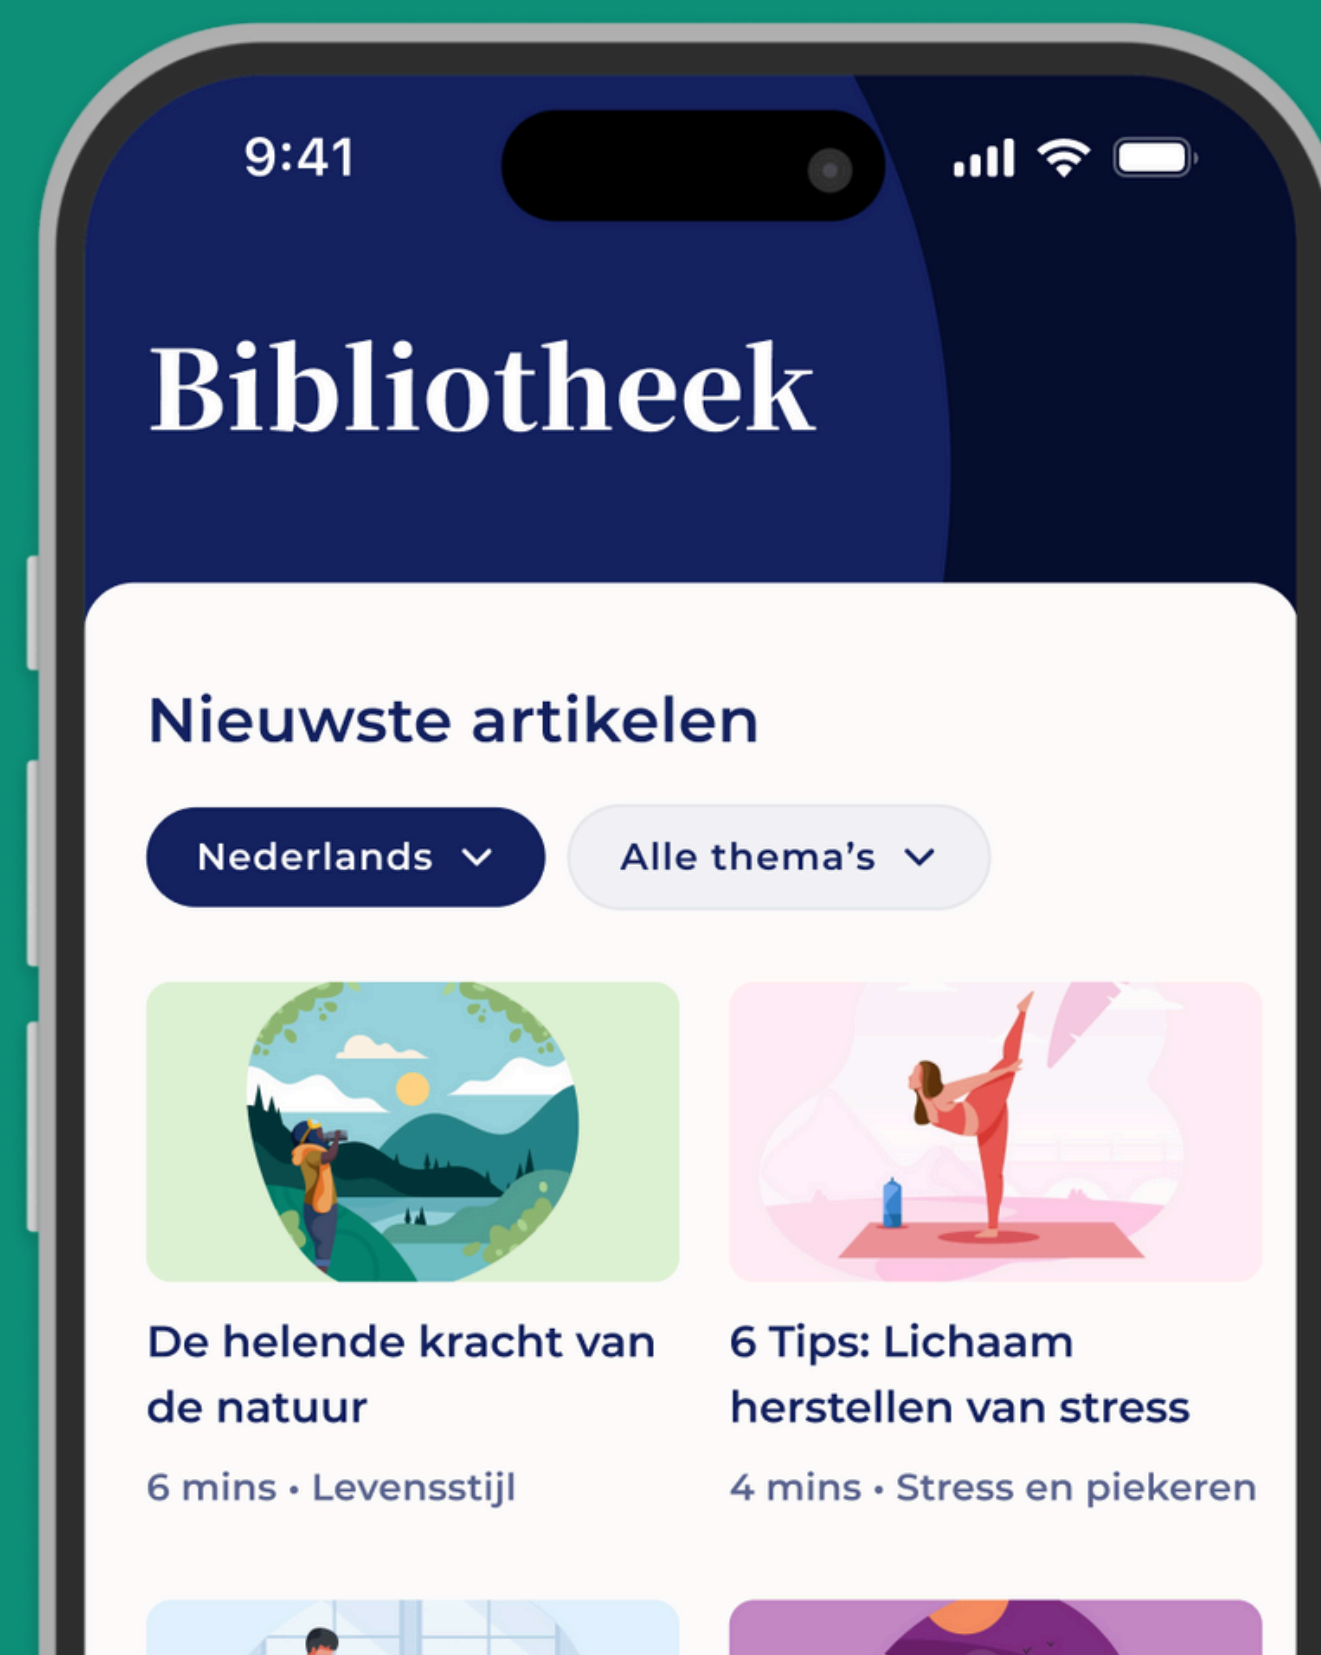 9:41
Bibliotheek
Nieuwste artikelen
Nederlands
Alle thema’s
De helende kracht van
de natuur
6 mins • Levensstijl
6 Tips: Lichaam
herstellen van stress
4 mins • Stress en piekeren